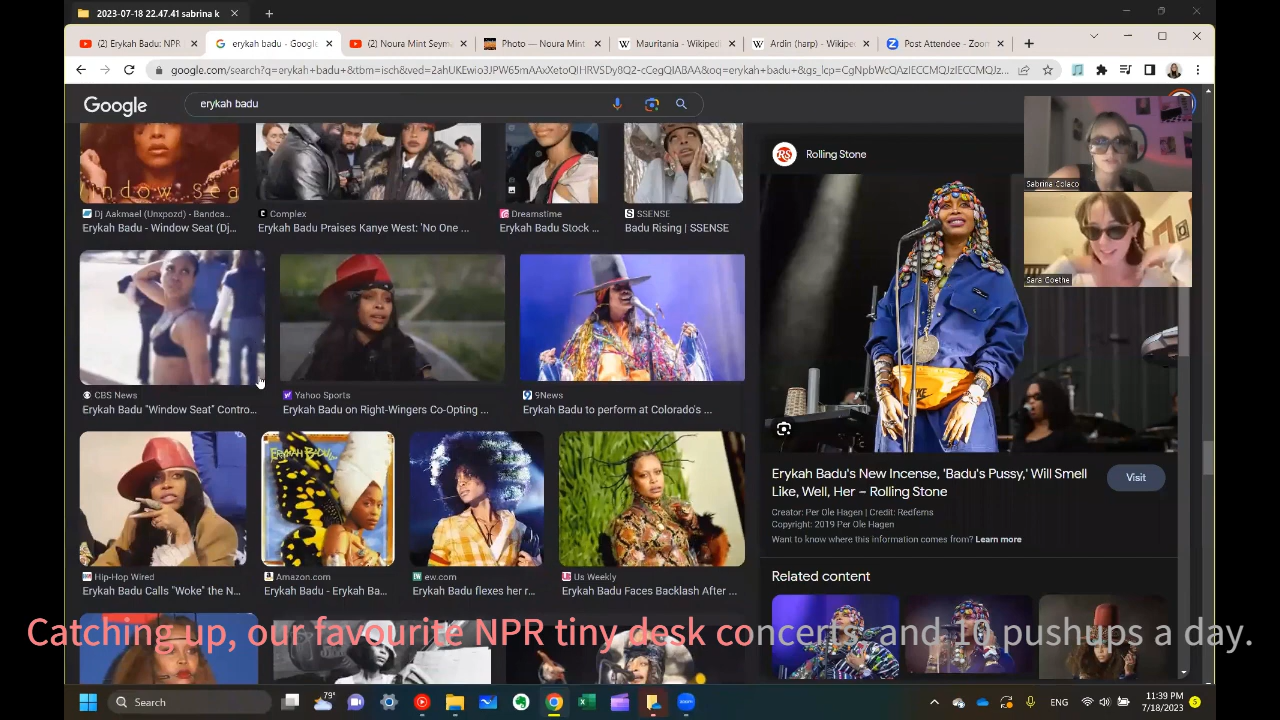 2023-07-18 22.47.41 sabrina k
(2) Erykah Badu: NPR
erykah badu - Google
(2) Noura Mint Seym
Photo — Noura Mint
Mauritania - Wikiped
Ardin (harp) - Wikipe
Post Attendee - Zoom
Google
erykah badu
Rolling Stone
Sabrina Colaco
Sara Goethe
indow Sea
Dj Aakmael (Unxpozd) - Bandca...
Erykah Badu - Window Seat (Dj...
Complex
Erykah Badu Praises Kanye West: 'No One ...
Dreamstime
Erykah Badu Stock ...
SSENSE
Badu Rising | SSENSE
CBS News
Erykah Badu "Window Seat" Contro...
Yahoo Sports
Erykah Badu on Right-Wingers Co-Opting ...
9News
Erykah Badu to perform at Colorado's ...
Erykah Badu's New Incense, 'Badu's Pussy,' Will Smell
Like, Well, Her – Rolling Stone
Visit
Creator: Per Ole Hagen | Credit: Redferns
Copyright: 2019 Per Ole Hagen
Want to know where this information comes from? Learn more
ERYKAH BADU
Hip-Hop Wired
Erykah Badu Calls "Woke" the N...
Amazon.com
Erykah Badu - Erykah Ba...
ew.com
Erykah Badu flexes her r...
Us Weekly
Erykah Badu Faces Backlash After ...
Related content
Catching up, our favourite NPR tiny desk concerts, and 10 pushups a day.
Search
79°
ENG
11:39 PM
7/18/2023
5